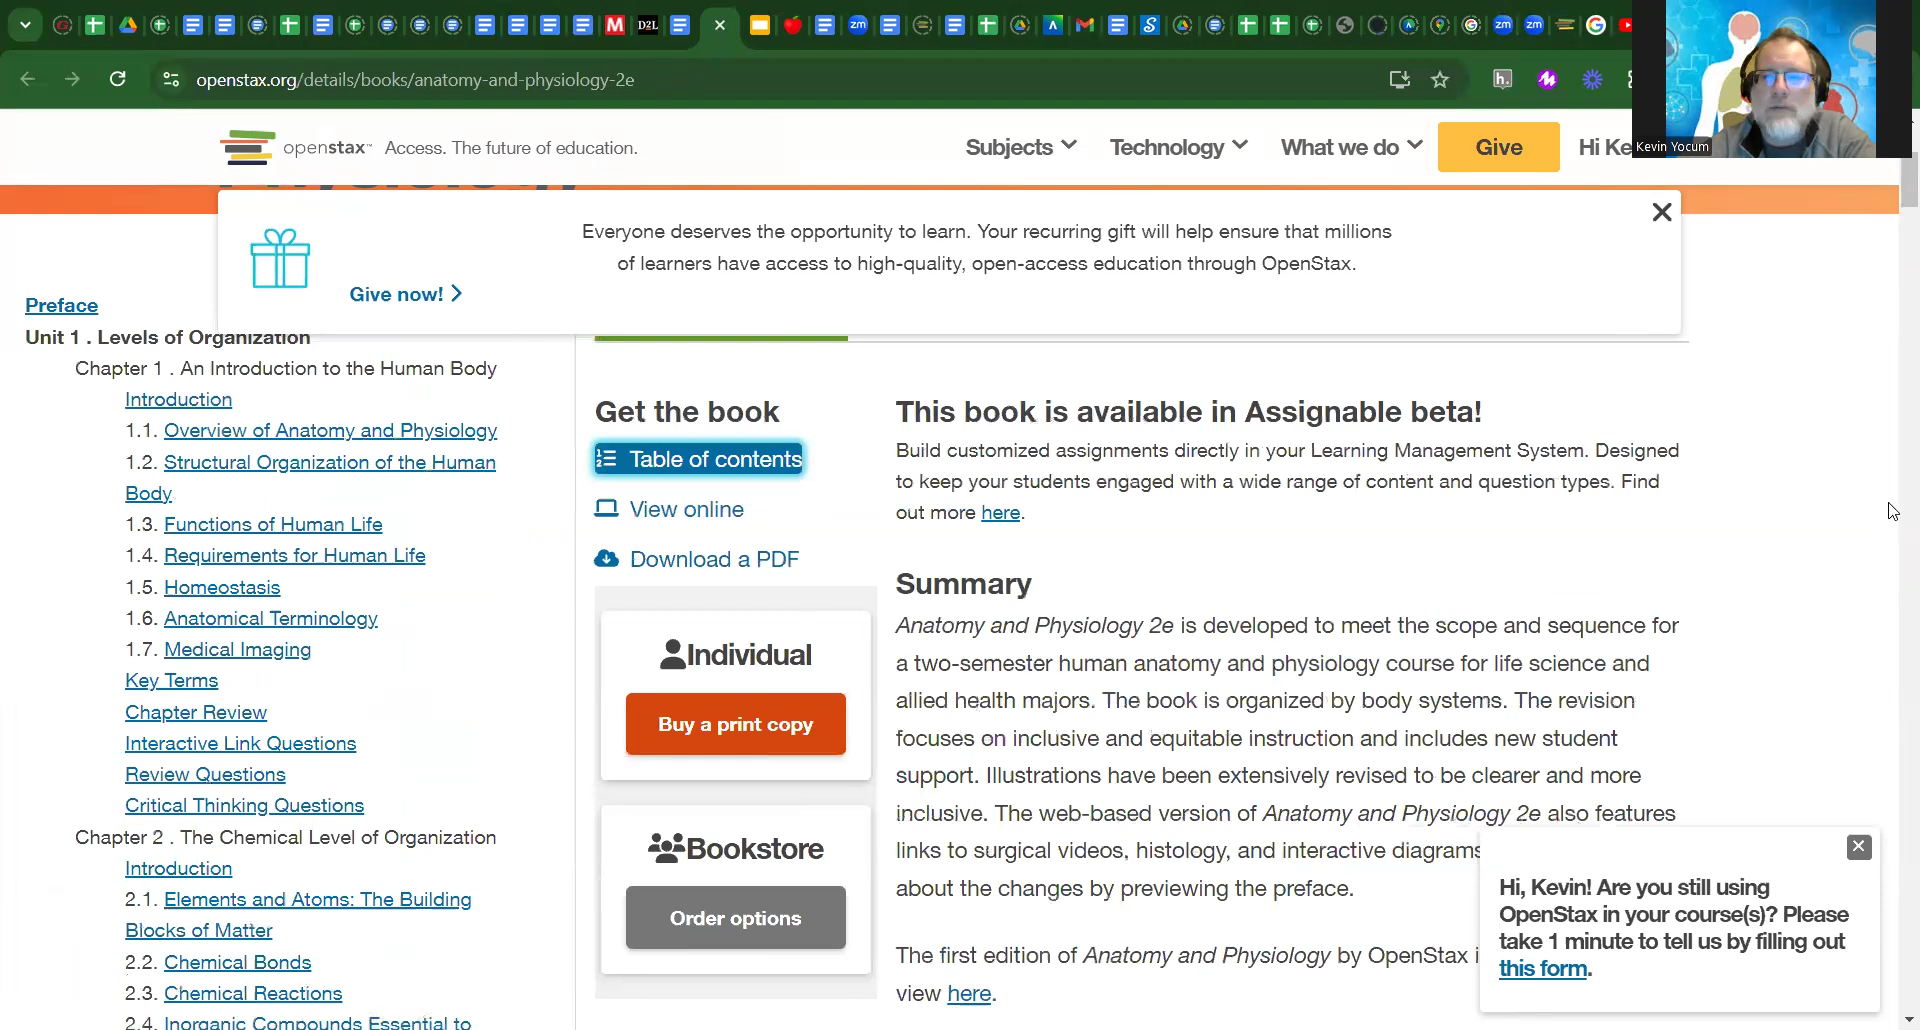 D2L
zm
zm
zm
openstax.org/details/books/anatomy-and-physiology-2e
h.
openstax™
Access. The future of education.
Subjects
Technology
What we do
Give
Hi Ke
Kevin Yocum
Physiology
Everyone deserves the opportunity to learn. Your recurring gift will help ensure that millions
of learners have access to high-quality, open-access education through OpenStax.
Give now!
Preface
Unit 1 . Levels of Organization
Chapter 1 . An Introduction to the Human Body
Introduction
1.1. Overview of Anatomy and Physiology
1.2. Structural Organization of the Human
Body
1.3. Functions of Human Life
1.4. Requirements for Human Life
1.5. Homeostasis
1.6. Anatomical Terminology
1.7. Medical Imaging
Key Terms
Chapter Review
Interactive Link Questions
Review Questions
Critical Thinking Questions
Chapter 2 . The Chemical Level of Organization
Introduction
2.1. Elements and Atoms: The Building
Blocks of Matter
2.2. Chemical Bonds
2.3. Chemical Reactions
2.4. Inorganic Compounds Essential to
Get the book
Table of contents
View online
Download a PDF
Individual
Buy a print copy
Bookstore
Order options
This book is available in Assignable beta!
Build customized assignments directly in your Learning Management System. Designed
to keep your students engaged with a wide range of content and question types. Find
out more here.
Summary
Anatomy and Physiology 2e is developed to meet the scope and sequence for
a two-semester human anatomy and physiology course for life science and
allied health majors. The book is organized by body systems. The revision
focuses on inclusive and equitable instruction and includes new student
support. Illustrations have been extensively revised to be clearer and more
inclusive. The web-based version of Anatomy and Physiology 2e also features
links to surgical videos, histology, and interactive diagrams
about the changes by previewing the preface.
The first edition of Anatomy and Physiology by OpenStax i
view here.
Hi, Kevin! Are you still using
OpenStax in your course(s)? Please
take 1 minute to tell us by filling out
this form.